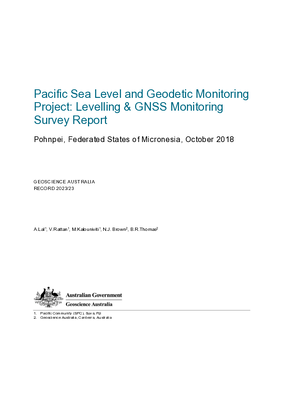 Pacific Sea Level and Geodetic Monitoring
Project: Levelling & GNSS Monitoring
Survey Report
Pohnpei, Federated States of Micronesia, October 2018
GEOSCIENCE AUSTRALIA
RECORD 2023/23
A Lal¹, V Rattan¹, M Kalounivit¹, N.J. Brown², B.R Thomas²
Australian Government
Geoscience Australia
1. Pacific Community (SPC), Suva, Fiji
2. Geoscience Australia, Canberra, Australia